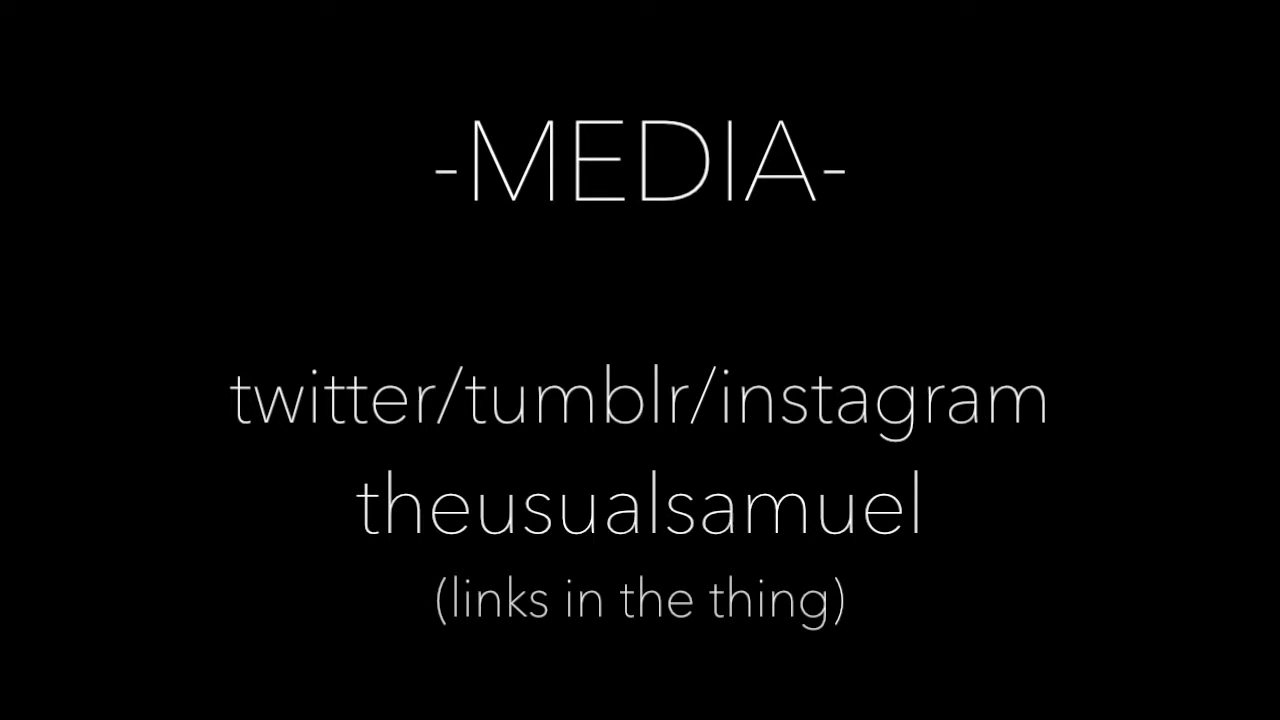 -MEDIA-
twitter/tumblr/instagram
theusualsamuel
(links in the thing)